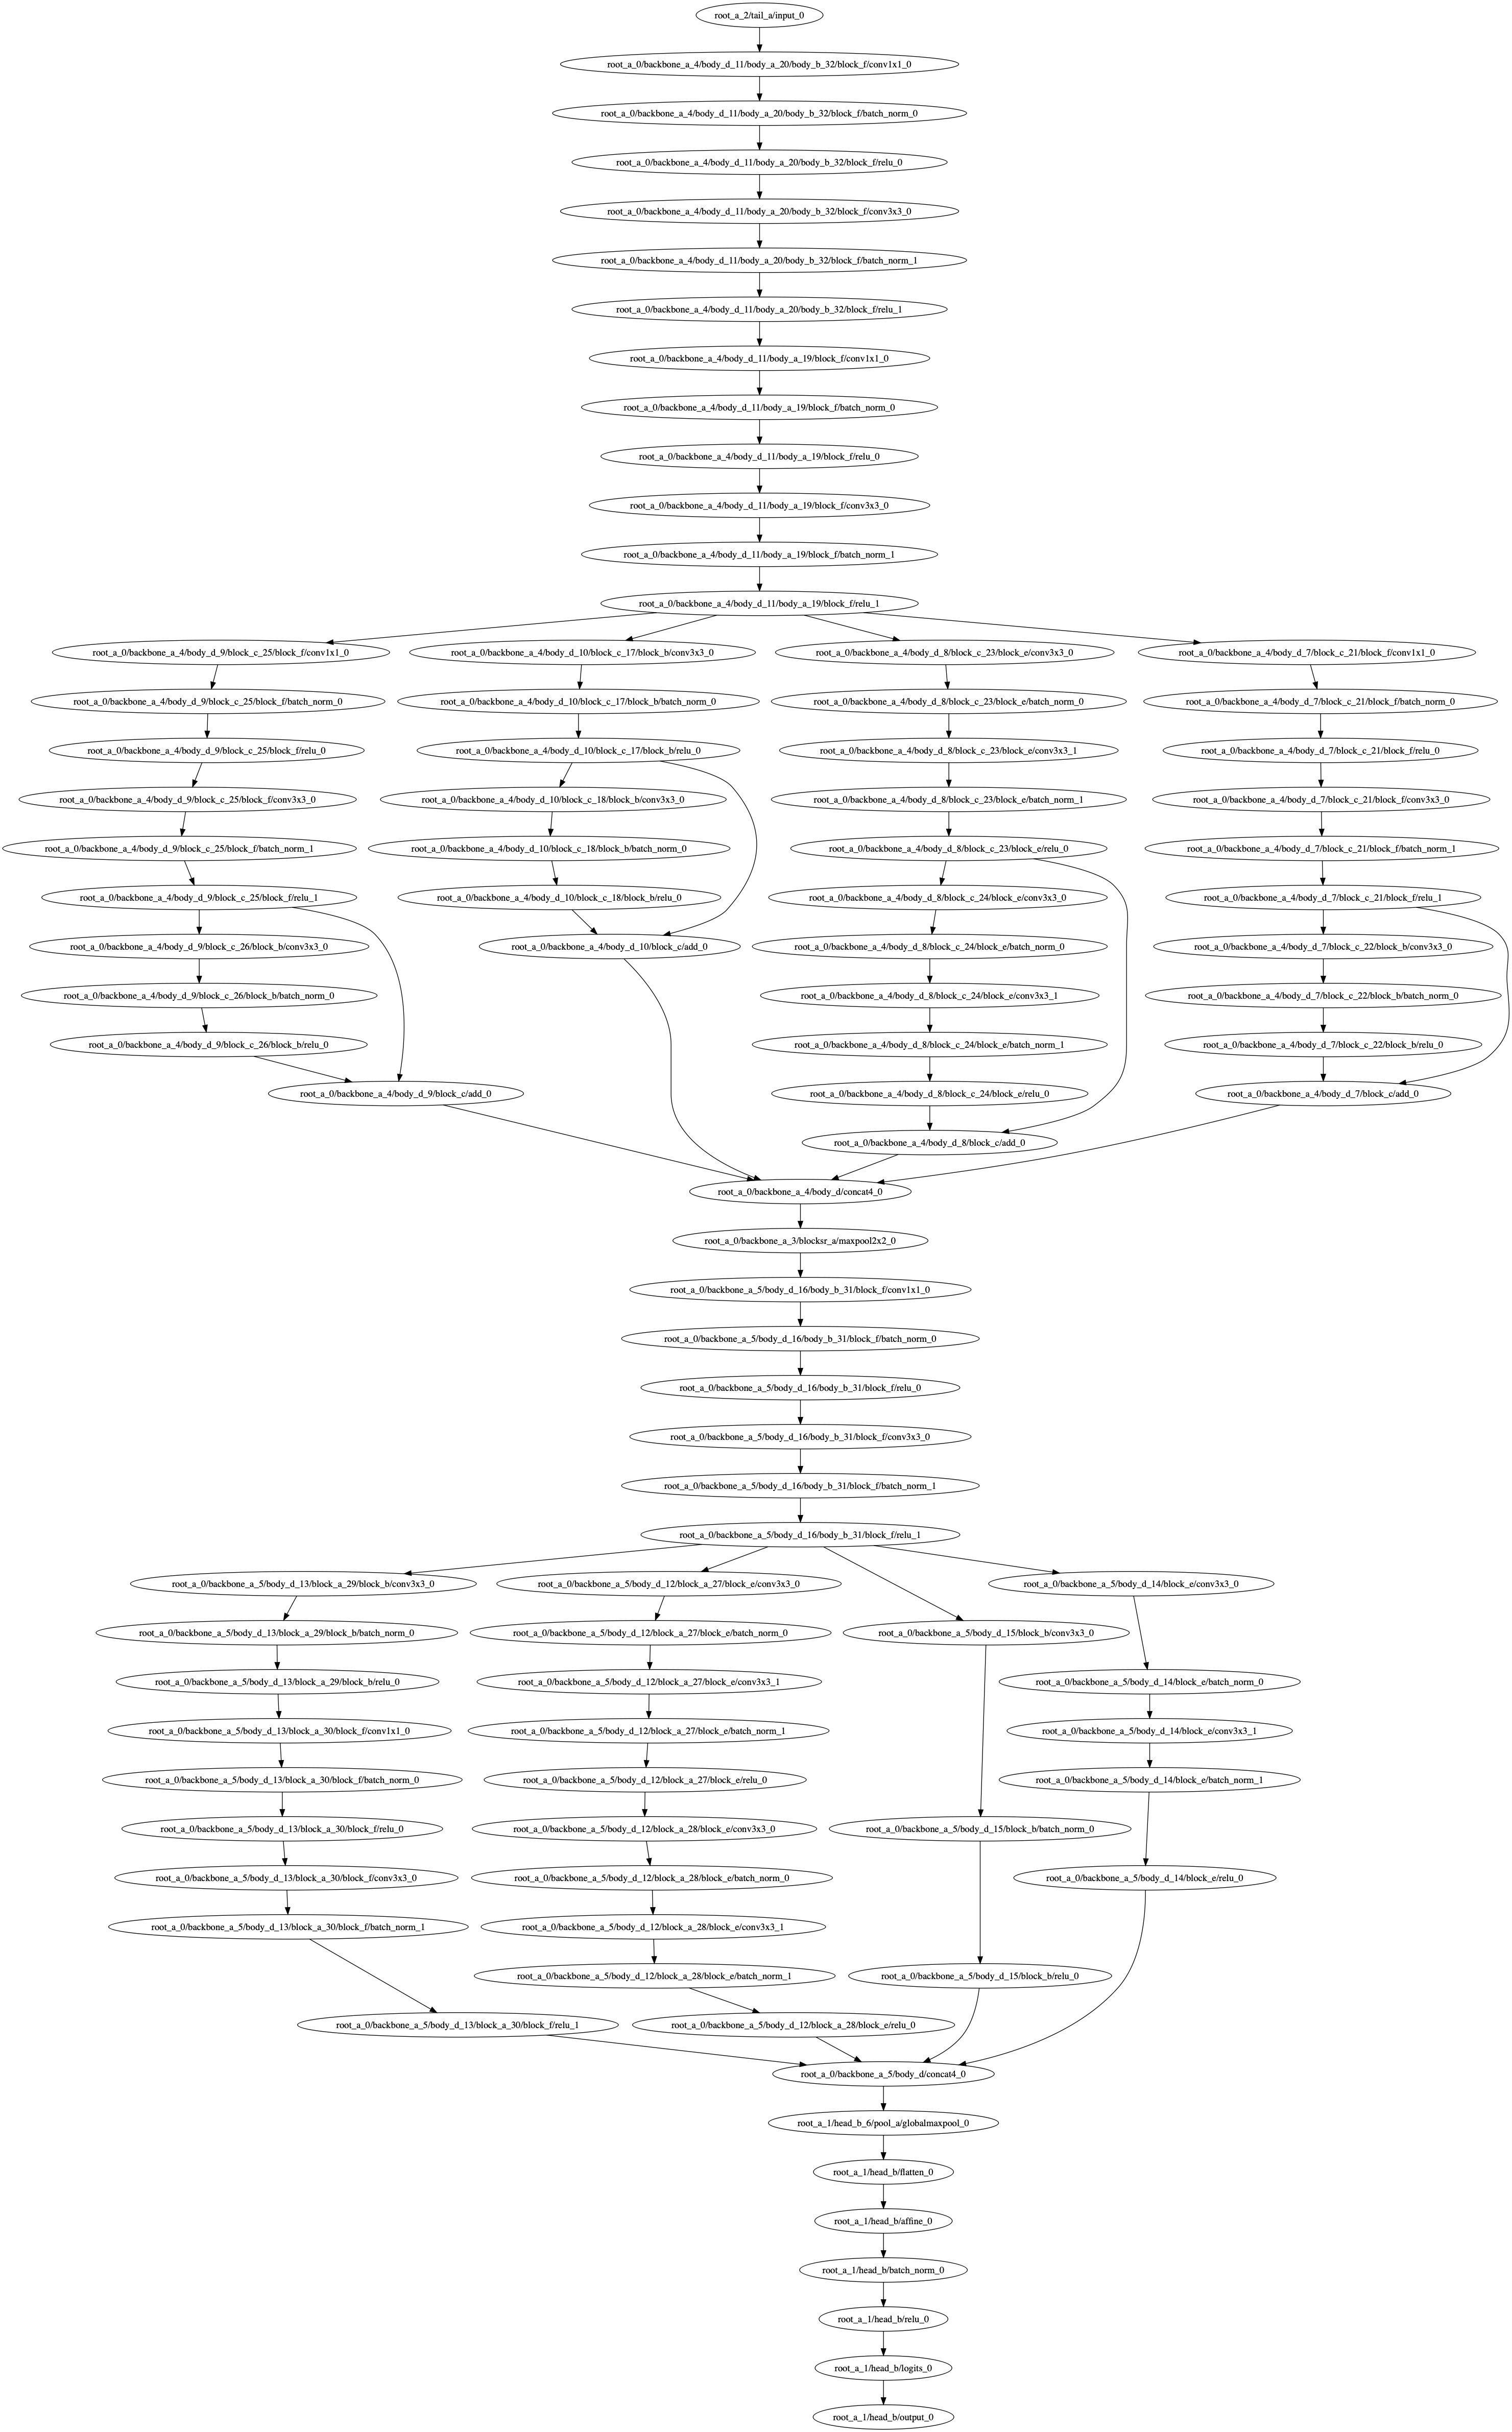 root_a_2/tail_a/input_0
root_a_0/backbone_a_4/body_d_11/body_a_20/body_b_32/block_f/conv1x1_0
root_a_0/backbone_a_4/body_d_11/body_a_20/body_b_32/block_f/batch_norm_0
root_a_0/backbone_a_4/body_d_11/body_a_20/body_b_32/block_f/relu_0
root_a_0/backbone_a_4/body_d_11/body_a_20/body_b_32/block_f/conv3x3_0
root_a_0/backbone_a_4/body_d_11/body_a_20/body_b_32/block_f/batch_norm_1
root_a_0/backbone_a_4/body_d_11/body_a_20/body_b_32/block_f/relu_1
root_a_0/backbone_a_4/body_d_11/body_a_19/block_f/conv1x1_0
root_a_0/backbone_a_4/body_d_11/body_a_19/block_f/batch_norm_0
root_a_0/backbone_a_4/body_d_11/body_a_19/block_f/relu_0
root_a_0/backbone_a_4/body_d_11/body_a_19/block_f/conv3x3_0
root_a_0/backbone_a_4/body_d_11/body_a_19/block_f/batch_norm_1
root_a_0/backbone_a_4/body_d_11/body_a_19/block_f/relu_1
root_a_0/backbone_a_4/body_d_9/block_c_25/block_f/conv1x1_0
root_a_0/backbone_a_4/body_d_10/block_c_17/block_b/conv3x3_0
root_a_0/backbone_a_4/body_d_8/block_c_23/block_e/conv3x3_0
root_a_0/backbone_a_4/body_d_7/block_c_21/block_f/conv1x1_0
root_a_0/backbone_a_4/body_d_9/block_c_25/block_f/batch_norm_0
root_a_0/backbone_a_4/body_d_10/block_c_17/block_b/batch_norm_0
root_a_0/backbone_a_4/body_d_8/block_c_23/block_e/batch_norm_0
root_a_0/backbone_a_4/body_d_7/block_c_21/block_f/batch_norm_0
root_a_0/backbone_a_4/body_d_9/block_c_25/block_f/relu_0
root_a_0/backbone_a_4/body_d_10/block_c_17/block_b/relu_0
root_a_0/backbone_a_4/body_d_8/block_c_23/block_e/conv3x3_1
root_a_0/backbone_a_4/body_d_7/block_c_21/block_f/relu_0
root_a_0/backbone_a_4/body_d_9/block_c_25/block_f/conv3x3_0
root_a_0/backbone_a_4/body_d_10/block_c_18/block_b/conv3x3_0
root_a_0/backbone_a_4/body_d_8/block_c_23/block_e/batch_norm_1
root_a_0/backbone_a_4/body_d_7/block_c_21/block_f/conv3x3_0
root_a_0/backbone_a_4/body_d_9/block_c_25/block_f/batch_norm_1
root_a_0/backbone_a_4/body_d_10/block_c_18/block_b/batch_norm_0
root_a_0/backbone_a_4/body_d_8/block_c_23/block_e/relu_0
root_a_0/backbone_a_4/body_d_7/block_c_21/block_f/batch_norm_1
root_a_0/backbone_a_4/body_d_9/block_c_25/block_f/relu_1
root_a_0/backbone_a_4/body_d_10/block_c_18/block_b/relu_0
root_a_0/backbone_a_4/body_d_8/block_c_24/block_e/conv3x3_0
root_a_0/backbone_a_4/body_d_7/block_c_21/block_f/relu_1
root_a_0/backbone_a_4/body_d_9/block_c_26/block_b/conv3x3_0
root_a_0/backbone_a_4/body_d_10/block_c/add_0
root_a_0/backbone_a_4/body_d_8/block_c_24/block_e/batch_norm_0
root_a_0/backbone_a_4/body_d_7/block_c_22/block_b/conv3x3_0
root_a_0/backbone_a_4/body_d_9/block_c_26/block_b/batch_norm_0
root_a_0/backbone_a_4/body_d_8/block_c_24/block_e/conv3x3_1
root_a_0/backbone_a_4/body_d_7/block_c_22/block_b/batch_norm_0
root_a_0/backbone_a_4/body_d_9/block_c_26/block_b/relu_0
root_a_0/backbone_a_4/body_d_8/block_c_24/block_e/batch_norm_1
root_a_0/backbone_a_4/body_d_7/block_c_22/block_b/relu_0
root_a_0/backbone_a_4/body_d_9/block_c/add_0
root_a_0/backbone_a_4/body_d_8/block_c_24/block_e/relu_0
root_a_0/backbone_a_4/body_d_7/block_c/add_0
root_a_0/backbone_a_4/body_d_8/block_c/add_0
root_a_0/backbone_a_4/body_d/concat4_0
root_a_0/backbone_a_3/blocksr_a/maxpool2x2_0
root_a_0/backbone_a_5/body_d_16/body_b_31/block_f/conv1x1_0
root_a_0/backbone_a_5/body_d_16/body_b_31/block_f/batch_norm_0
root_a_0/backbone_a_5/body_d_16/body_b_31/block_f/relu_0
root_a_0/backbone_a_5/body_d_16/body_b_31/block_f/conv3x3_0
root_a_0/backbone_a_5/body_d_16/body_b_31/block_f/batch_norm_1
root_a_0/backbone_a_5/body_d_16/body_b_31/block_f/relu_1
root_a_0/backbone_a_5/body_d_13/block_a_29/block_b/conv3x3_0
root_a_0/backbone_a_5/body_d_12/block_a_27/block_e/conv3x3_0
root_a_0/backbone_a_5/body_d_14/block_e/conv3x3_0
root_a_0/backbone_a_5/body_d_13/block_a_29/block_b/batch_norm_0
root_a_0/backbone_a_5/body_d_12/block_a_27/block_e/batch_norm_0
root_a_0/backbone_a_5/body_d_15/block_b/conv3x3_0
root_a_0/backbone_a_5/body_d_13/block_a_29/block_b/relu_0
root_a_0/backbone_a_5/body_d_12/block_a_27/block_e/conv3x3_1
root_a_0/backbone_a_5/body_d_14/block_e/batch_norm_0
root_a_0/backbone_a_5/body_d_13/block_a_30/block_f/conv1x1_0
root_a_0/backbone_a_5/body_d_12/block_a_27/block_e/batch_norm_1
root_a_0/backbone_a_5/body_d_14/block_e/conv3x3_1
root_a_0/backbone_a_5/body_d_13/block_a_30/block_f/batch_norm_0
root_a_0/backbone_a_5/body_d_12/block_a_27/block_e/relu_0
root_a_0/backbone_a_5/body_d_14/block_e/batch_norm_1
root_a_0/backbone_a_5/body_d_13/block_a_30/block_f/relu_0
root_a_0/backbone_a_5/body_d_12/block_a_28/block_e/conv3x3_0
root_a_0/backbone_a_5/body_d_15/block_b/batch_norm_0
root_a_0/backbone_a_5/body_d_13/block_a_30/block_f/conv3x3_0
root_a_0/backbone_a_5/body_d_12/block_a_28/block_e/batch_norm_0
root_a_0/backbone_a_5/body_d_14/block_e/relu_0
root_a_0/backbone_a_5/body_d_13/block_a_30/block_f/batch_norm_1
root_a_0/backbone_a_5/body_d_12/block_a_28/block_e/conv3x3_1
root_a_0/backbone_a_5/body_d_12/block_a_28/block_e/batch_norm_1
root_a_0/backbone_a_5/body_d_15/block_b/relu_0
root_a_0/backbone_a_5/body_d_13/block_a_30/block_f/relu_1
root_a_0/backbone_a_5/body_d_12/block_a_28/block_e/relu_0
root_a_0/backbone_a_5/body_d/concat4_0
root_a_1/head_b_6/pool_a/globalmaxpool_0
root_a_1/head_b/flatten_0
root_a_1/head_b/affine_0
root_a_1/head_b/batch_norm_0
root_a_1/head_b/relu_0
root_a_1/head_b/logits_0
root_a_1/head_b/output_0